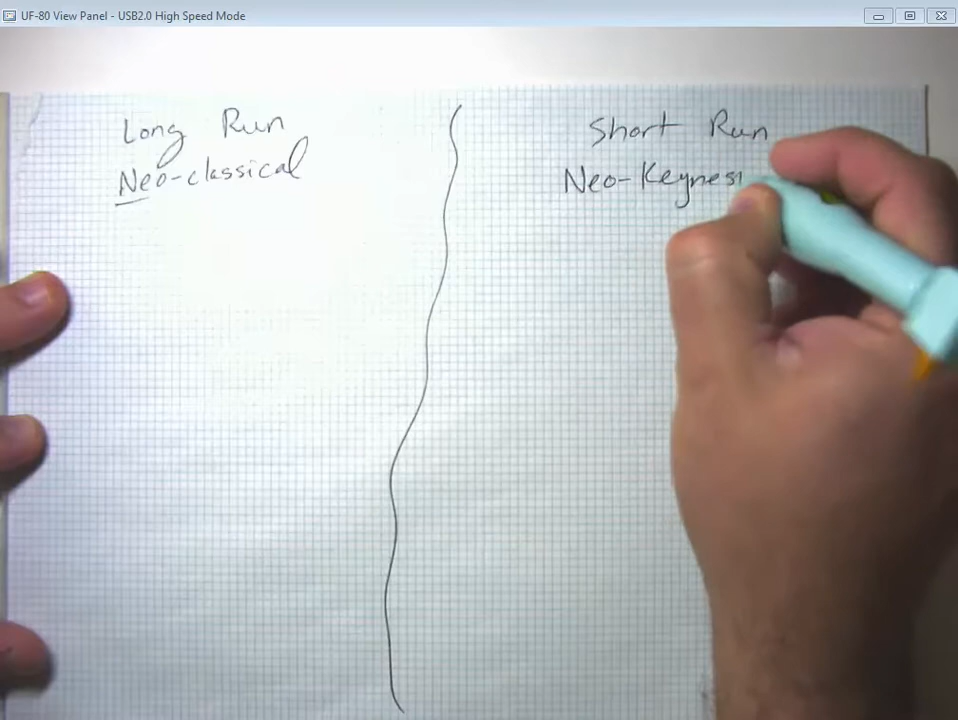 UF-80 View Panel - USB2.0 High Speed Mode
Long Run
Neo-classical
Short Run
Neo-Keynesi